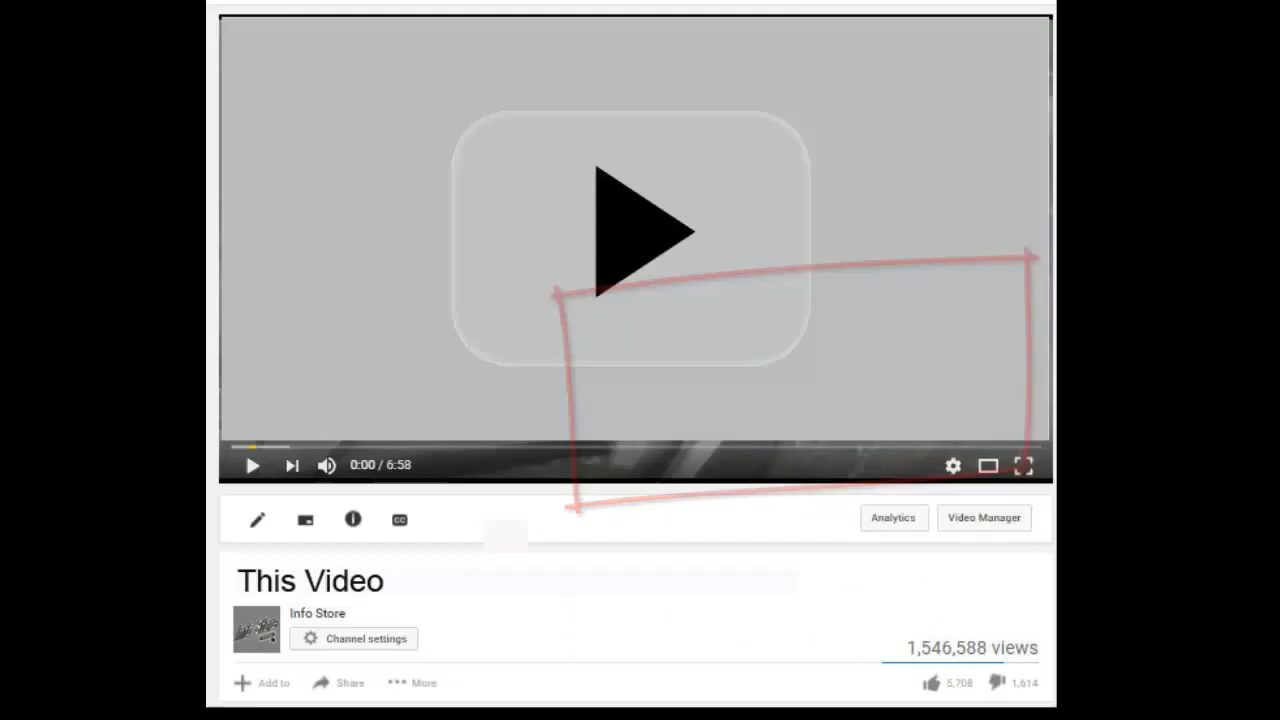 0:00 / 6:58
CC
Analytics
Video Manager
This Video
Info Store
Channel settings
1,546,588 views
Add to
Share
More
5,708
1,614